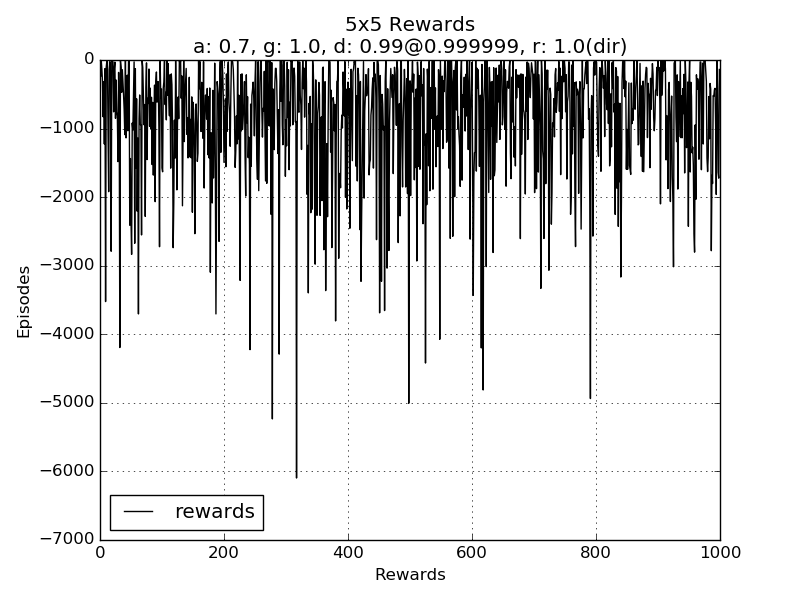 5x5 Rewards
a: 0.7, g: 1.0, d: 0.99@0.999999, r: 1.0(dir)
0
−1000
−2000
−3000
−4000
−5000
−6000
−7000
Episodes
rewards
0 200 400 600 800 1000
Rewards